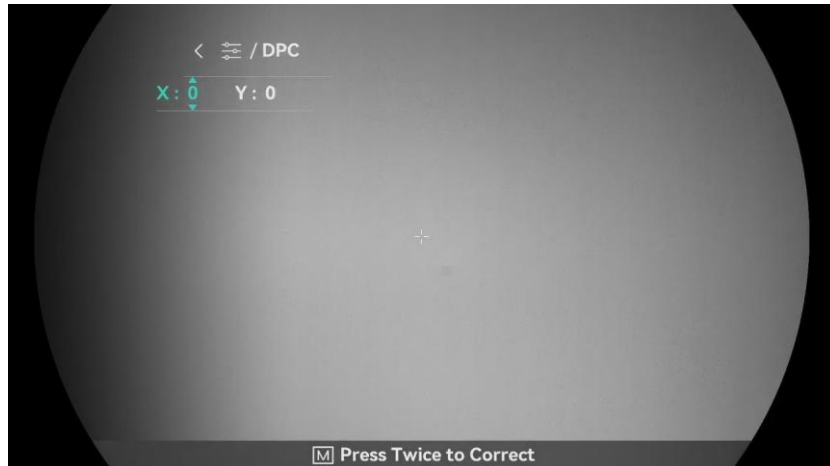 / DPC
X: 0 Y: 0
M Press Twice to Correct